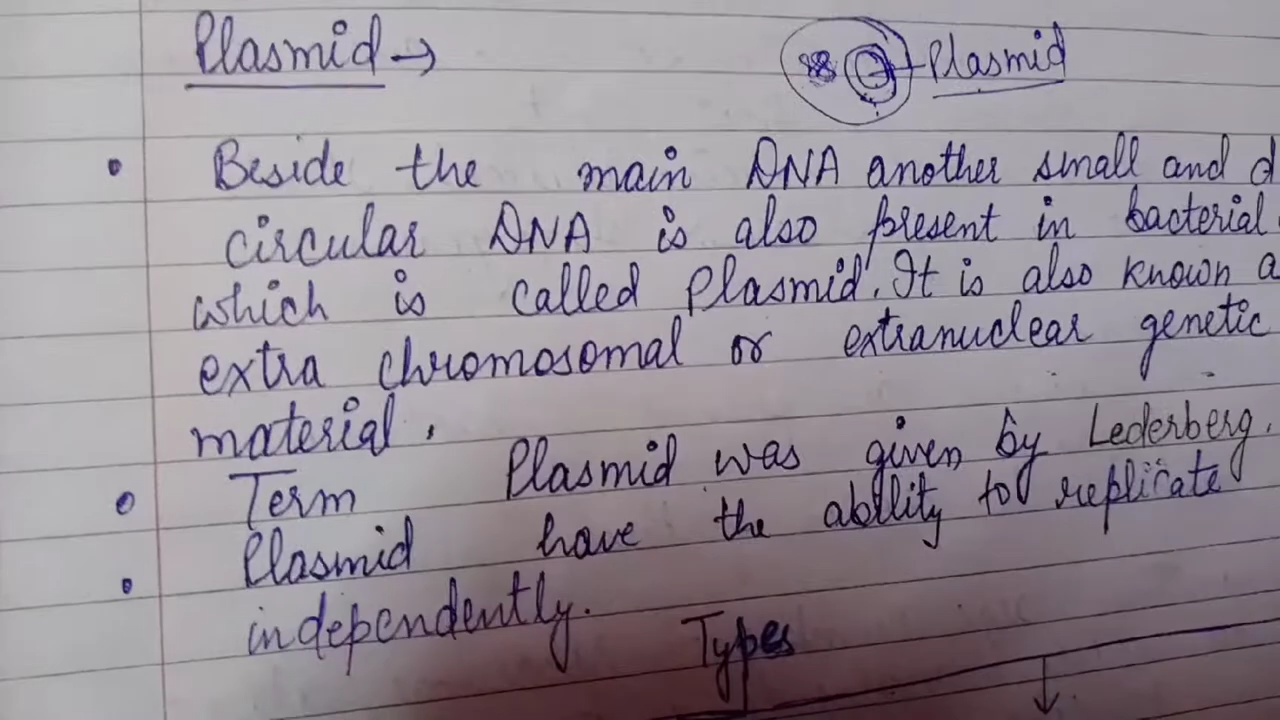 Plasmid →
Plasmid
• Beside the main DNA another small and
circular DNA is also present in bacterial
which is called Plasmid. It is also known
extra chromosomal or extranuclear genetic
material.
• Term Plasmid was given by Lederberg.
• Plasmid have the ability to replicate
independently.
Types